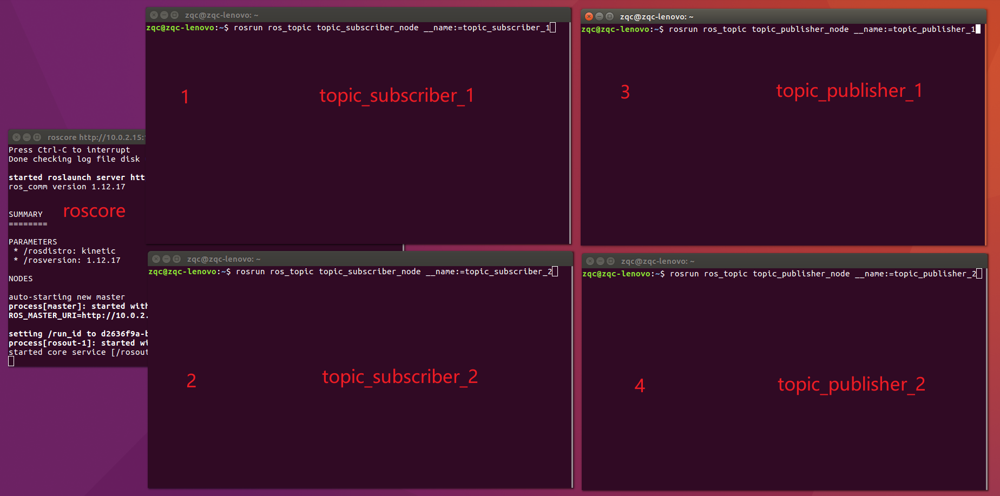 zqc@zqc-lenovo: ~
zqc@zqc-lenovo:~$ rosrun ros_topic topic_subscriber_node __name:=topic_subscriber_1
1
topic_subscriber_1
zqc@zqc-lenovo: ~
zqc@zqc-lenovo:~$ rosrun ros_topic topic_publisher_node __name:=topic_publisher_1
3
topic_publisher_1
roscore http://10.0.2.15:
Press Ctrl-C to interrupt
Done checking log file disk
started roslaunch server htt
ros_comm version 1.12.17
SUMMARY
roscore
========
PARAMETERS
* /rosdistro: kinetic
* /rosversion: 1.12.17
NODES
auto-starting new master
process[master]: started with
ROS_MASTER_URI=http://10.0.2.
setting /run_id to d2636f9a-b
process[rosout-1]: started wi
started core service [/rosout
zqc@zqc-lenovo: ~
zqc@zqc-lenovo:~$ rosrun ros_topic topic_subscriber_node __name:=topic_subscriber_2
2
topic_subscriber_2
zqc@zqc-lenovo: ~
zqc@zqc-lenovo:~$ rosrun ros_topic topic_publisher_node __name:=topic_publisher_2
4
topic_publisher_2